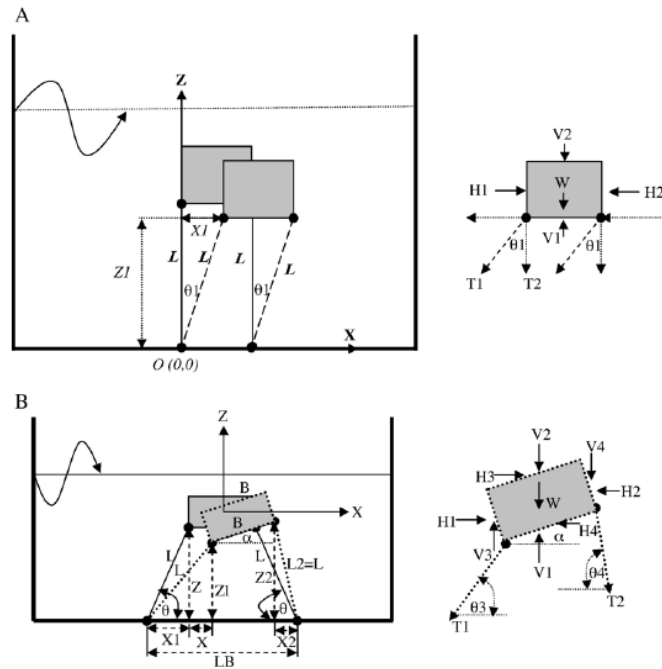 A
Z
V2
W
H1
H2
X1
V1
Z1
L
L
L
L
θ1
θ1
θ1
θ1
T1
T2
X
O (0,0)
B
Z
V2
V4
H3
B
W
H2
X
H1
B
H4
L
α
V3
α
L
L
L2=L
V1
Z
Z1
Z2
θ
θ
θ3
θ4
T1
T2
X1
X
X2
LB